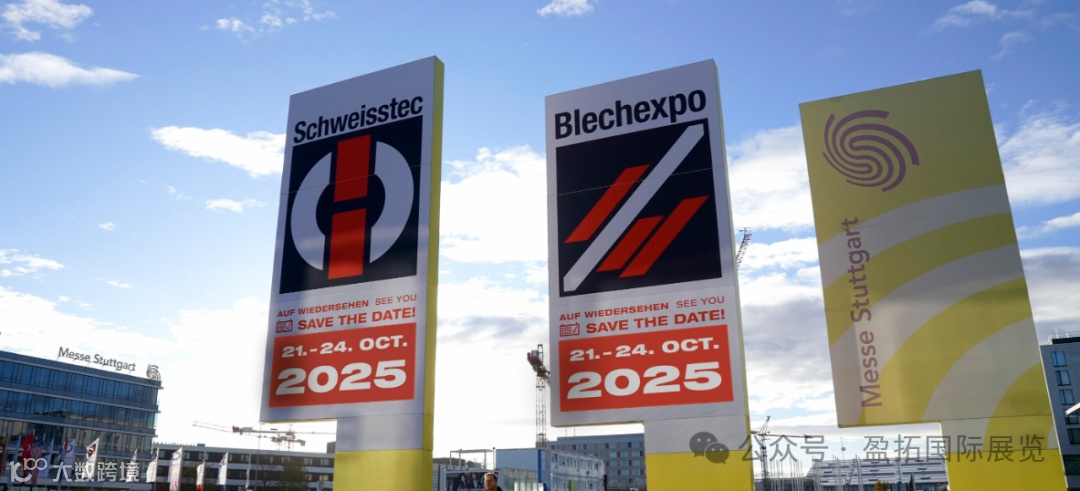 Schweisstec
AUF WIEDERSEHEN SEE YOU
SAVE THE DATE!
21.-24. OCT.
2025
Blechexpo
AUF WIEDERSEHEN SEE YOU
SAVE THE DATE!
21.-24. OCT.
2025
Messe Stuttgart
Messe Stuttgart
expo
大数跨境
公众号·盈拓国际展览